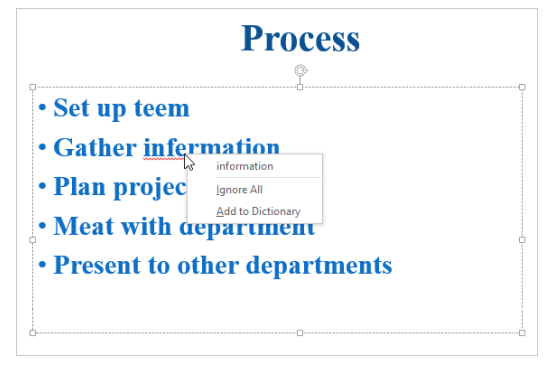 Process
• Set up teem
• Gather infermation
information
• Plan projec
Ignore All
Add to Dictionary
• Meat with department
• Present to other departments